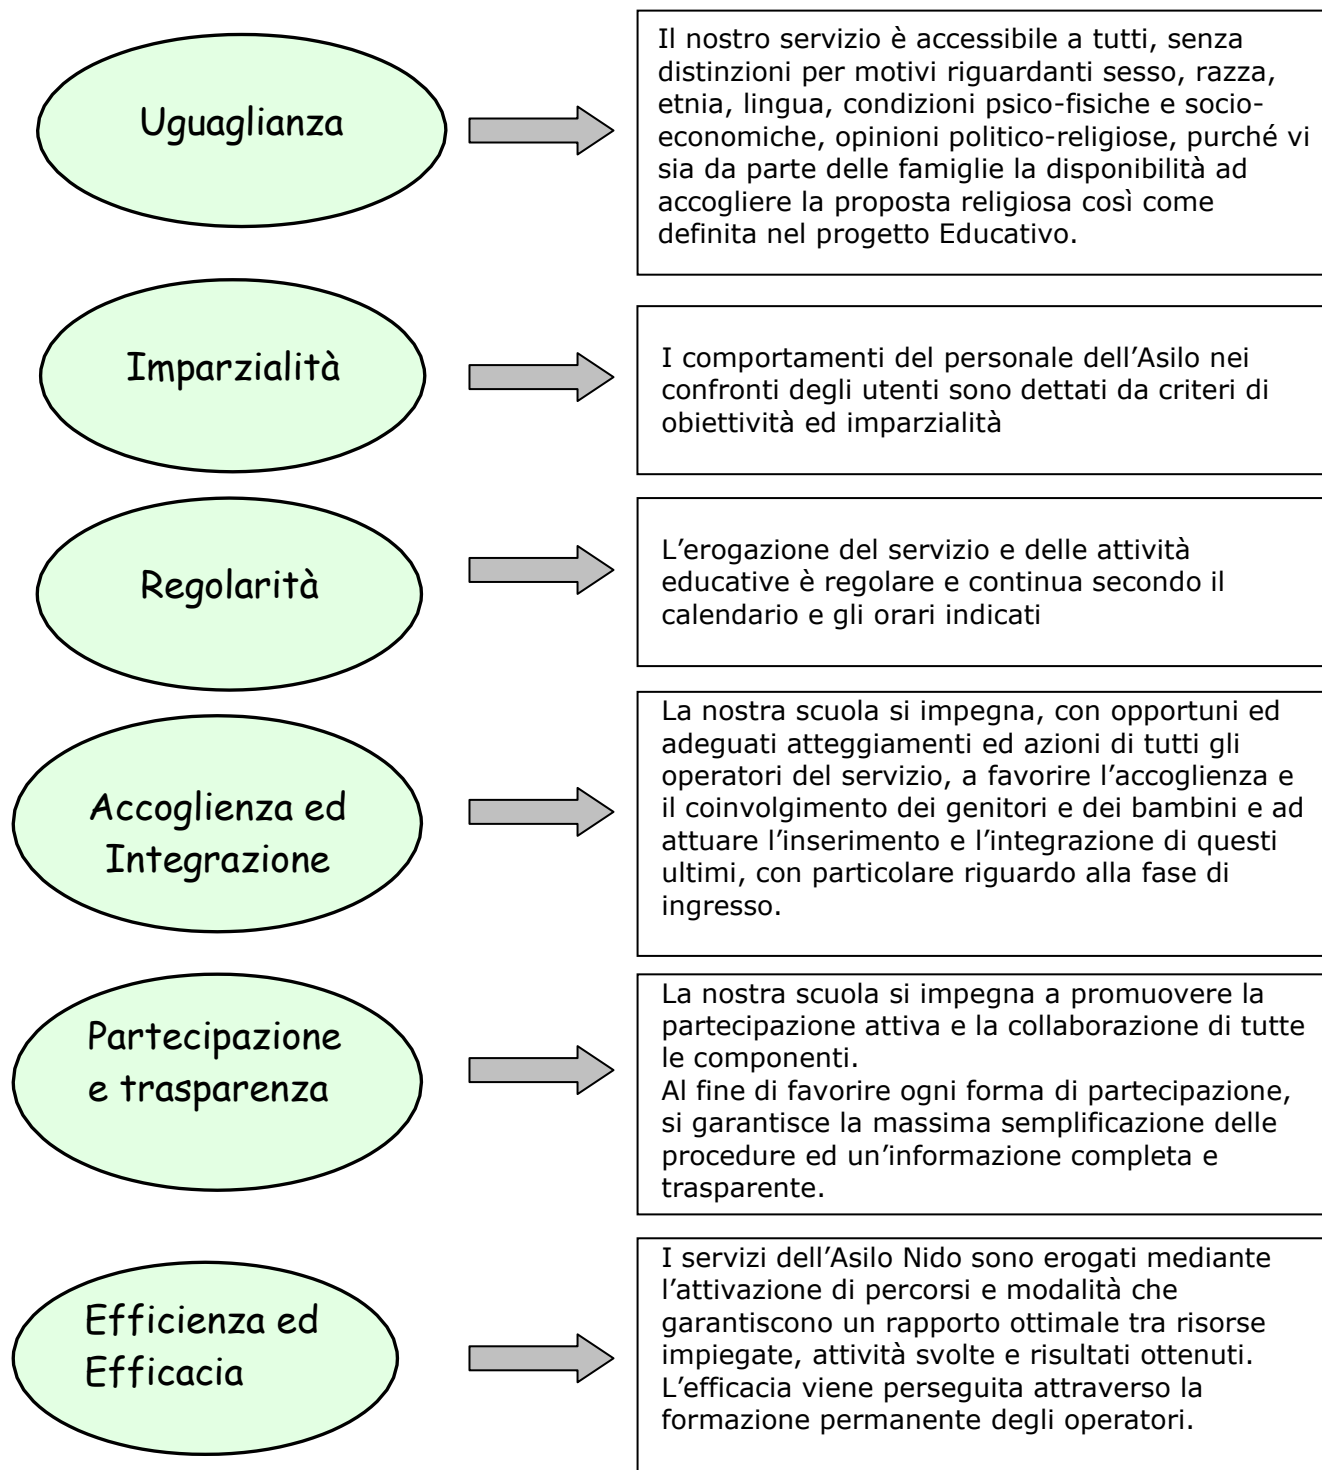 Uguaglianza
Il nostro servizio è accessibile a tutti, senza
distinzioni per motivi riguardanti sesso, razza,
etnia, lingua, condizioni psico-fisiche e socio-
economiche, opinioni politico-religiose, purché vi
sia da parte delle famiglie la disponibilità ad
accogliere la proposta religiosa così come
definita nel progetto Educativo.
Imparzialità
I comportamenti del personale dell’Asilo nei
confronti degli utenti sono dettati da criteri di
obiettività ed imparzialità
Regolarità
L’erogazione del servizio e delle attività
educative è regolare e continua secondo il
calendario e gli orari indicati
Accoglienza ed
Integrazione
La nostra scuola si impegna, con opportuni ed
adeguati atteggiamenti ed azioni di tutti gli
operatori del servizio, a favorire l’accoglienza e
il coinvolgimento dei genitori e dei bambini e ad
attuare l’inserimento e l’integrazione di questi
ultimi, con particolare riguardo alla fase di
ingresso.
Partecipazione
e trasparenza
La nostra scuola si impegna a promuovere la
partecipazione attiva e la collaborazione di tutte
le componenti.
Al fine di favorire ogni forma di partecipazione,
si garantisce la massima semplificazione delle
procedure ed un’informazione completa e
trasparente.
Efficienza ed
Efficacia
I servizi dell’Asilo Nido sono erogati mediante
l’attivazione di percorsi e modalità che
garantiscono un rapporto ottimale tra risorse
impiegate, attività svolte e risultati ottenuti.
L’efficacia viene perseguita attraverso la
formazione permanente degli operatori.